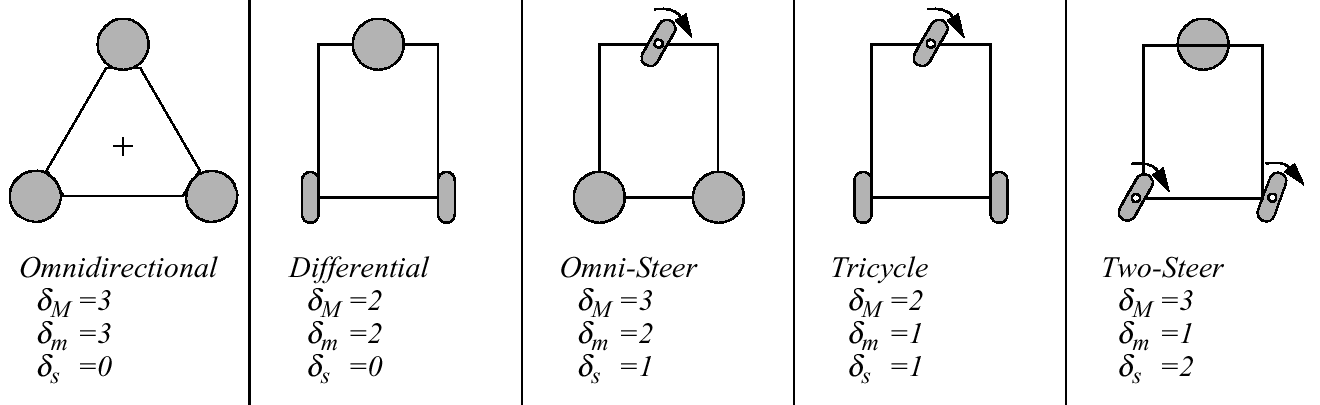 Omnidirectional
δM =3
δm =3
δs =0
Differential
δM =2
δm =2
δs =0
Omni-Steer
δM =3
δm =2
δs =1
Tricycle
δM =2
δm =1
δs =1
Two-Steer
δM =3
δm =1
δs =2